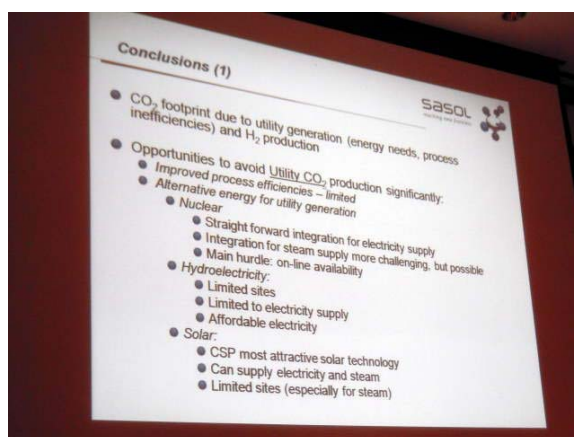 Conclusions (1)
sasol
reaching new frontiers
CO₂ footprint due to utility generation (energy needs, process
inefficiencies) and H₂ production
Opportunities to avoid Utility CO₂ production significantly:
Improved process efficiencies – limited
Alternative energy for utility generation
Nuclear
Straight forward integration for electricity supply
Integration for steam supply more challenging, but possible
Main hurdle: on-line availability
Hydroelectricity:
Limited sites
Limited to electricity supply
Affordable electricity
Solar:
CSP most attractive solar technology
Can supply electricity and steam
Limited sites (especially for steam)